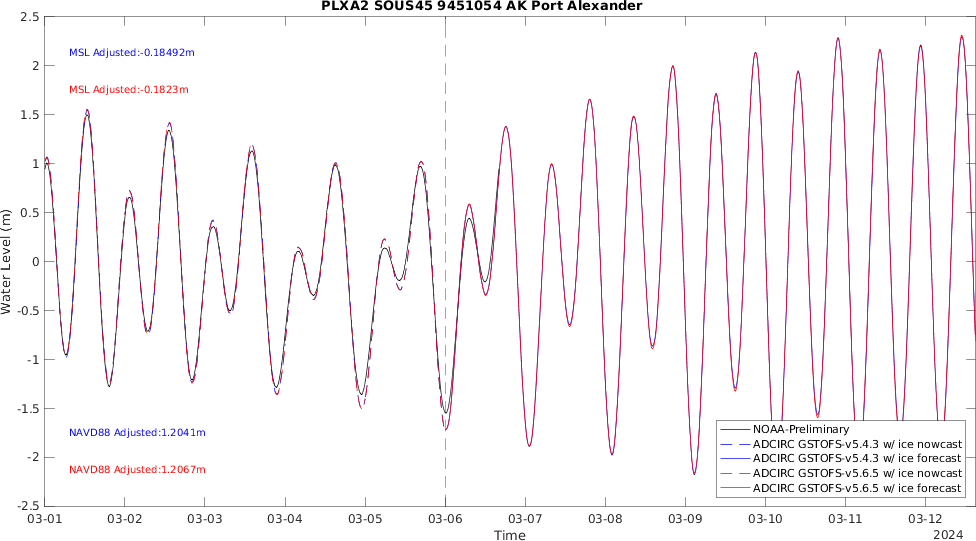 PLXA2 SOUS45 9451054 AK Port Alexander
2.5
2
1.5
1
0.5
0
-0.5
-1
-1.5
-2
-2.5
Water Level (m)
MSL Adjusted:-0.18492m
MSL Adjusted:-0.1823m
NAVD88 Adjusted:1.2041m
NAVD88 Adjusted:1.2067m
NOAA-Preliminary
ADCIRC GSTOFS-v5.4.3 w/ ice nowcast
ADCIRC GSTOFS-v5.4.3 w/ ice forecast
ADCIRC GSTOFS-v5.6.5 w/ ice nowcast
ADCIRC GSTOFS-v5.6.5 w/ ice forecast
03-01 03-02 03-03 03-04 03-05 03-06 03-07 03-08 03-09 03-10 03-11 03-12
Time
2024